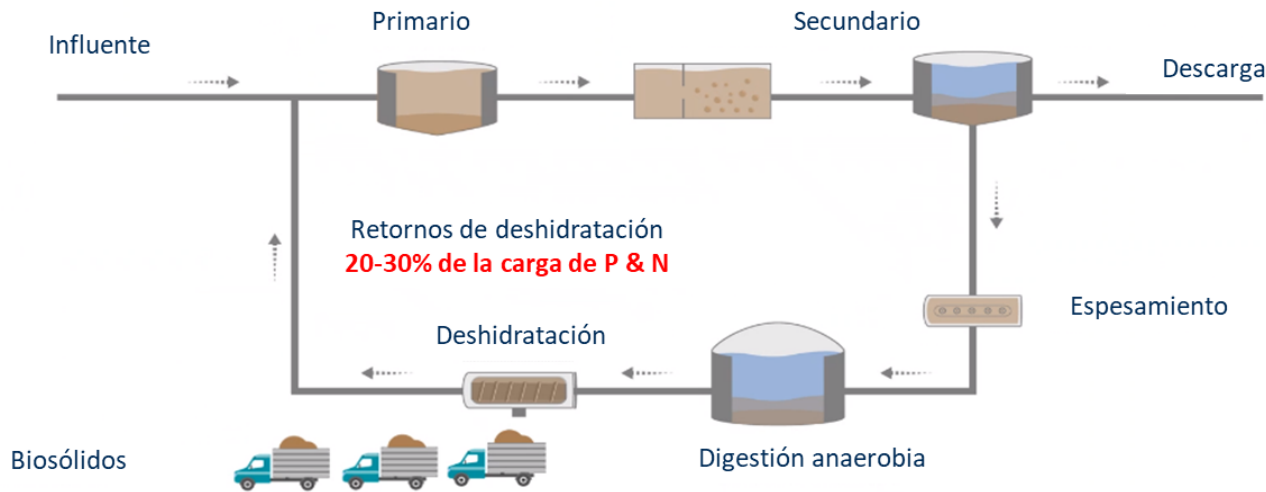 Influente
Primario
Secundario
Descarga
Retornos de deshidratación
20-30% de la carga de P & N
Espesamiento
Deshidratación
Biosólidos
Digestión anaerobia